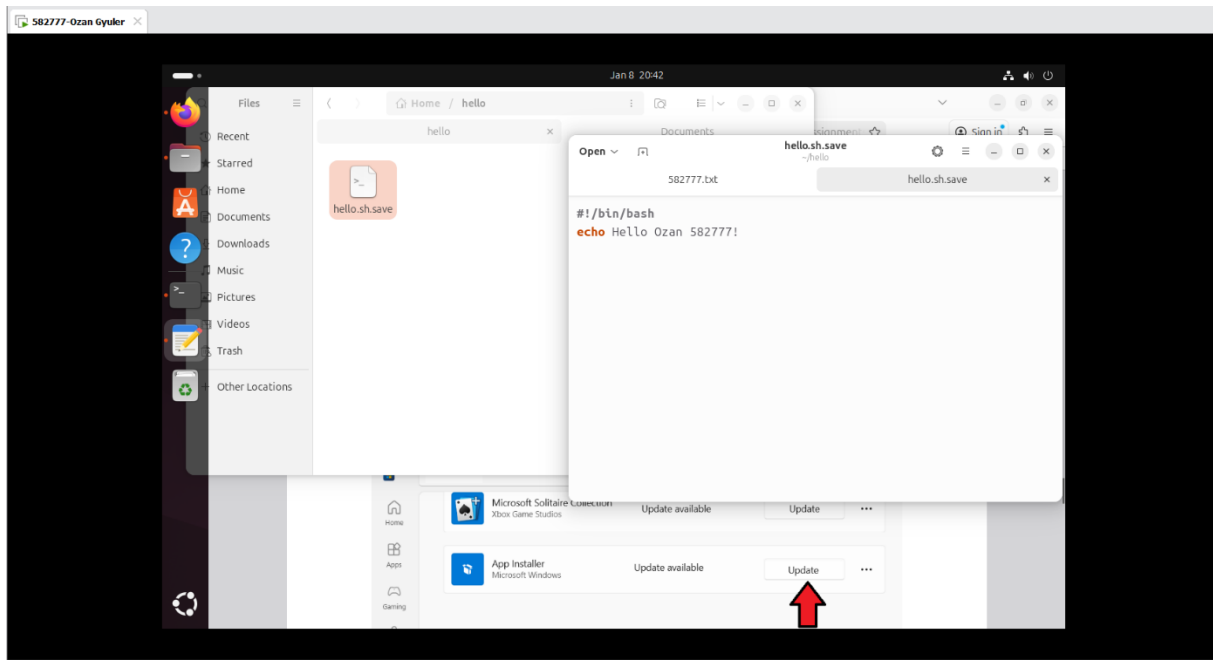 582777-Ozan Gyuler
Jan 8 20:42
Files
Home / hello
hello
Documents
Sign in
Recent
Starred
Home
Documents
Downloads
Music
Pictures
Videos
Trash
Other Locations
hello.sh.save
Open
hello.sh.save
~/hello
582777.txt
hello.sh.save
#!/bin/bash
echo Hello Ozan 582777!
Home
Microsoft Solitaire Collection
Xbox Game Studios
Update available
Update
Apps
App Installer
Microsoft Windows
Update available
Update
Gaming